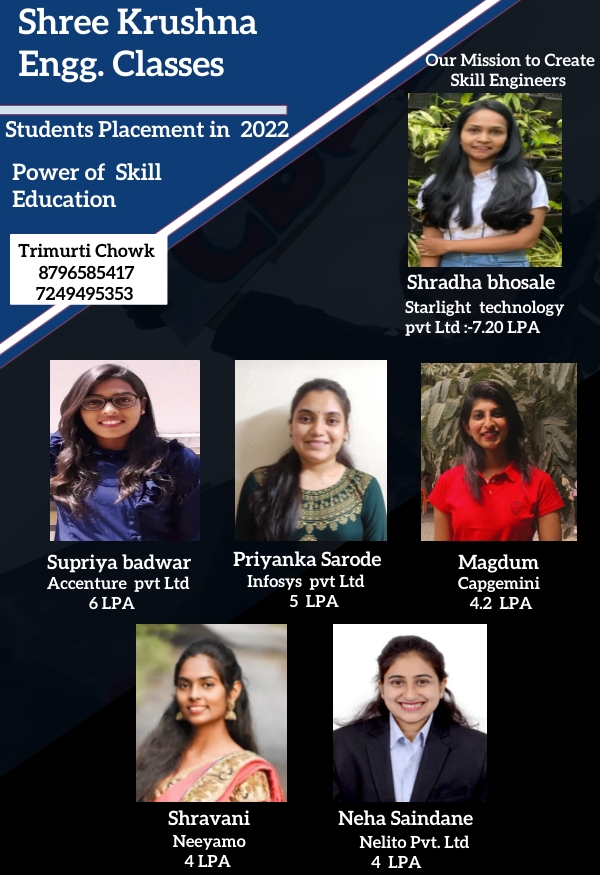 Shree Krushna
Engg. Classes
Students Placement in 2022
Power of Skill
Education
Trimurti Chowk
8796585417
7249495353
Our Mission to Create
Skill Engineers
Shradha bhosale
Starlight technology
pvt Ltd :-7.20 LPA
Supriya badwar
Accenture pvt Ltd
6 LPA
Priyanka Sarode
Infosys pvt Ltd
5 LPA
Magdum
Capgemini
4.2 LPA
Shravani
Neeyamo
4 LPA
Neha Saindane
Nelito Pvt. Ltd
4 LPA